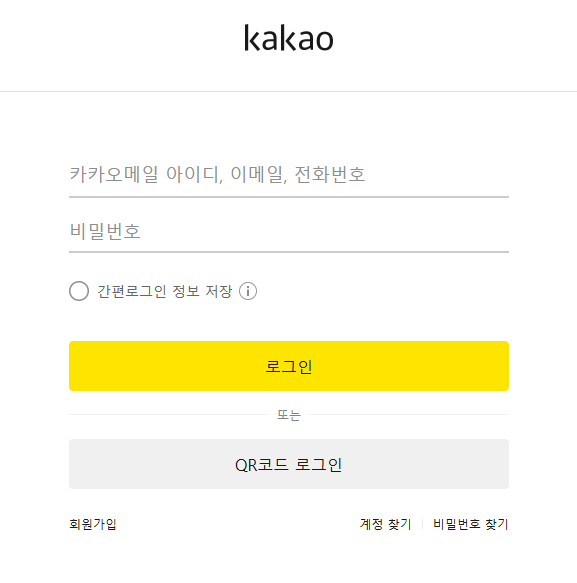 kakao
카카오메일 아이디, 이메일, 전화번호
비밀번호
간편로그인 정보 저장
로그인
또는
QR코드 로그인
회원가입 계정 찾기 비밀번호 찾기